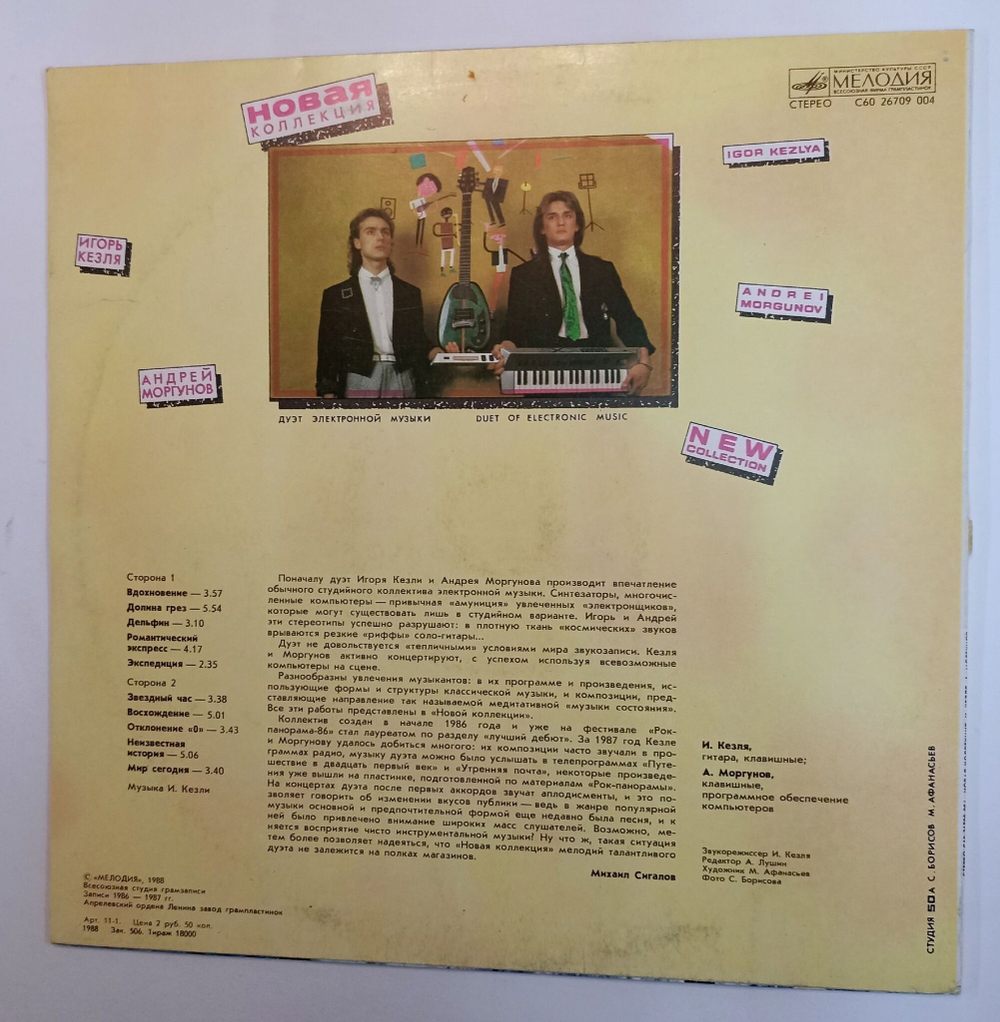 НОВАЯ
КОЛЛЕКЦИЯ
МИНИСТЕРСТВО КУЛЬТУРЫ СССР
МЕЛОДИЯ
ВСЕСОЮЗНАЯ ФИРМА ГРАМПЛАСТИНОК
СТЕРЕО С60 26709 004
IGOR KEZLYA
ИГОРЬ
КЕЗЛЯ
ANDREI
MORGUNOV
АНДРЕЙ
МОРГУНОВ
ДУЭТ ЭЛЕКТРОННОЙ МУЗЫКИ DUET OF ELECTRONIC MUSIC
NEW
COLLECTION
Сторона 1
Вдохновение — 3.57
Долина грез — 5.54
Дельфин — 3.10
Романтический
экспресс — 4.17
Экспедиция — 2.35
Сторона 2
Звездный час — 3.38
Восхождение — 5.01
Отклонение «0» — 3.43
Неизвестная
история — 5.06
Мир сегодня — 3.40
Музыка И. Кезли
Поначалу дуэт Игоря Кезли и Андрея Моргунова производит впечатление
обычного студийного коллектива электронной музыки. Синтезаторы, многочис-
ленные компьютеры — привычная «амуниция» увлеченных «электронщиков»,
которые могут существовать лишь в студийном варианте. Игорь и Андрей
эти стереотипы успешно разрушают: в плотную ткань «космических» звуков
врываются резкие «риффы» соло-гитары...
Дуэт не довольствуется «тепличными» условиями мира звукозаписи. Кезля
и Моргунов активно концертируют, с успехом используя всевозможные
компьютеры на сцене.
Разнообразны увлечения музыкантов: в их программе и произведения, ис-
пользующие формы и структуры классической музыки, и композиции, пред-
ставляющие направление так называемой медитативной «музыки состояния».
Все эти работы представлены в «Новой коллекции».
Коллектив создан в начале 1986 года и уже на фестивале «Рок-
панорама-86» стал лауреатом по разделу «лучший дебют». За 1987 год Кезле
и Моргунову удалось добиться многого: их композиции часто звучали в про-
граммах радио, музыку дуэта можно было услышать в телепрограммах «Путе-
шествие в двадцать первый век» и «Утренняя почта», некоторые произведе-
ния уже вышли на пластинке, подготовленной по материалам «Рок-панорамы».
На концертах дуэта после первых аккордов звучат аплодисменты, и это по-
зволяет говорить об изменении вкусов публики — ведь в жанре популярной
музыки основной и предпочтительной формой еще недавно была песня, и к
ней было привлечено внимание широких масс слушателей. Возможно, ме-
няется восприятие чисто инструментальной музыки? Ну что ж, такая ситуация
тем более позволяет надеяться, что «Новая коллекция» мелодий талантливого
дуэта не залежится на полках магазинов.
Михаил Сигалов
И. Кезля,
гитара, клавишные;
А. Моргунов,
клавишные,
программное обеспечение
компьютеров
Звукорежиссер И. Кезля
Редактор А. Лушин
Художник М. Афанасьев
Фото С. Борисова
СТУДИЯ 50А С. БОРИСОВ М. АФАНАСЬЕВ
© «МЕЛОДИЯ», 1988
Всесоюзная студия грамзаписи
Записи 1986 — 1987 гг.
Апрелевский ордена Ленина завод грампластинок
Арт. 11-1. Цена 2 руб. 50 коп.
1988 Зак. 506. Тираж 18000